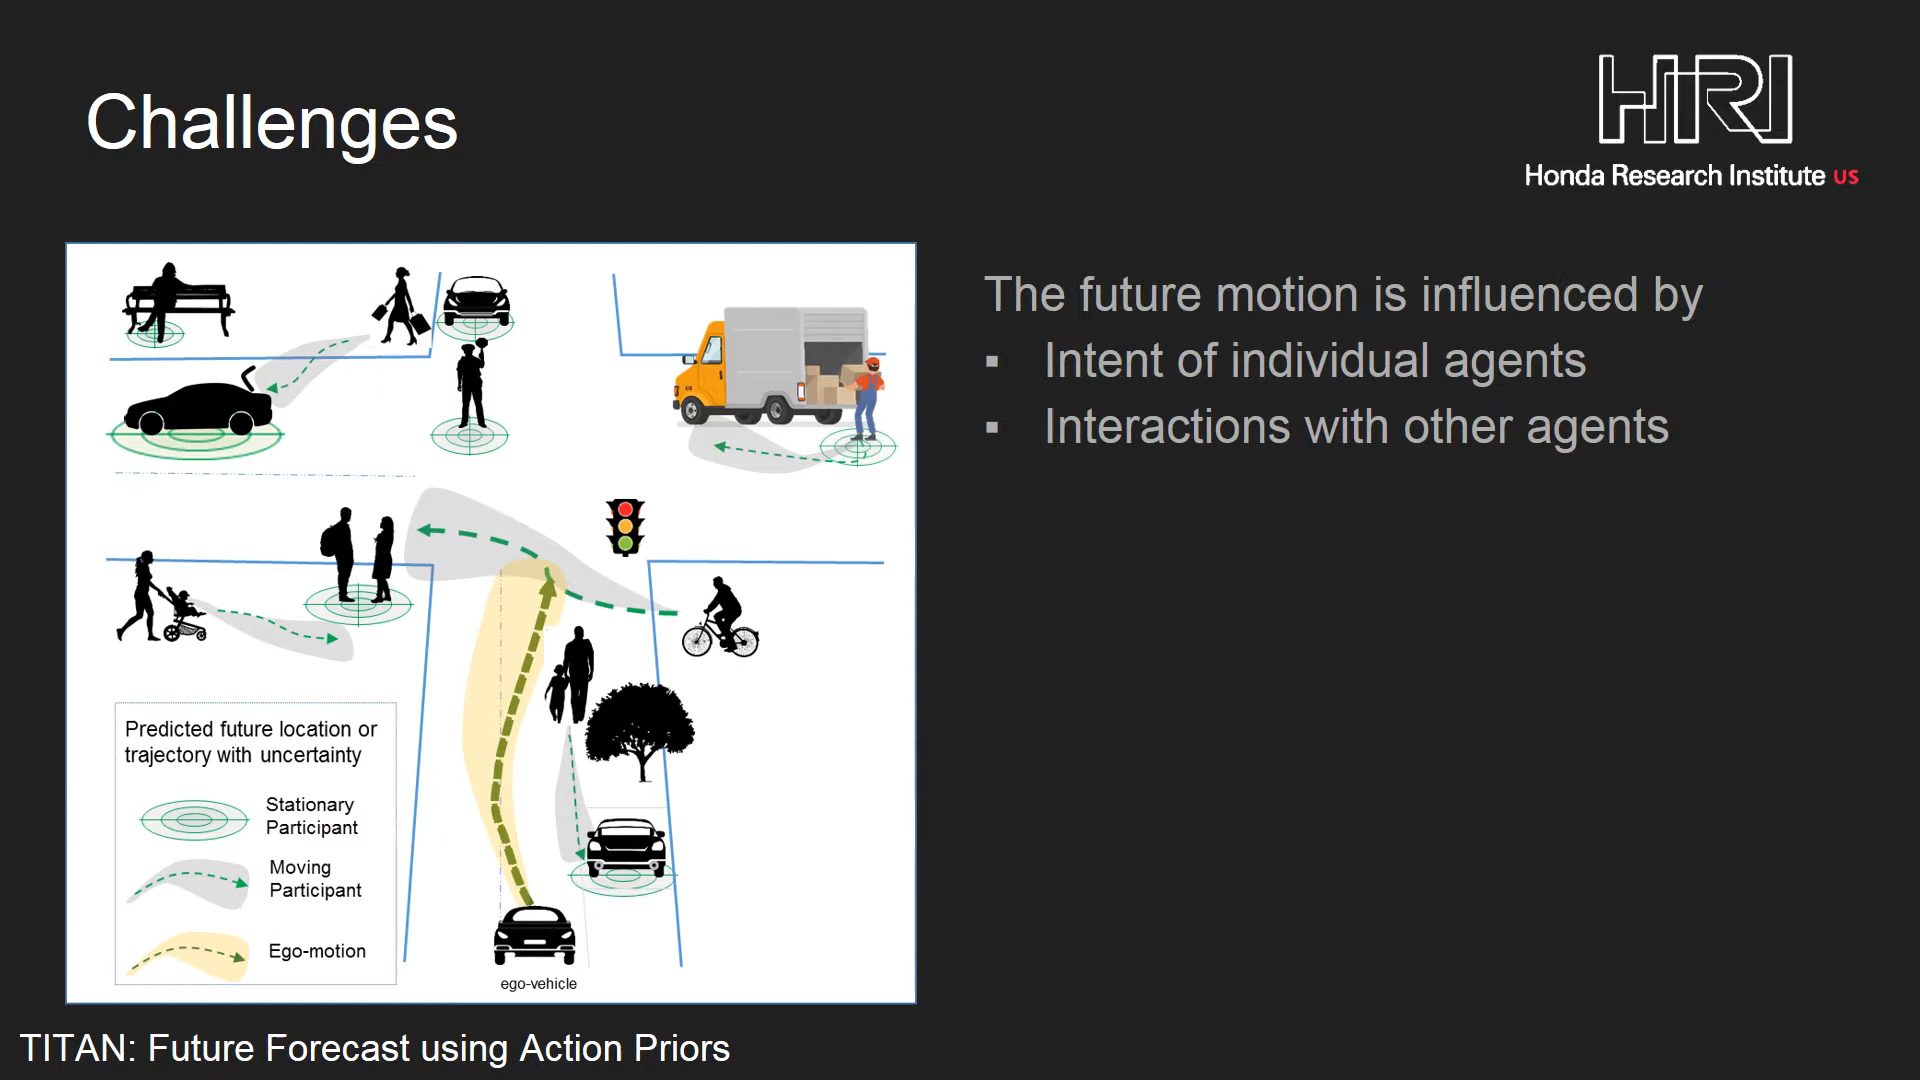 Challenges
HRI
Honda Research Institute US
The future motion is influenced by
▪ Intent of individual agents
▪ Interactions with other agents
Predicted future location or
trajectory with uncertainty
Stationary
Participant
Moving
Participant
Ego-motion
ego-vehicle
TITAN: Future Forecast using Action Priors